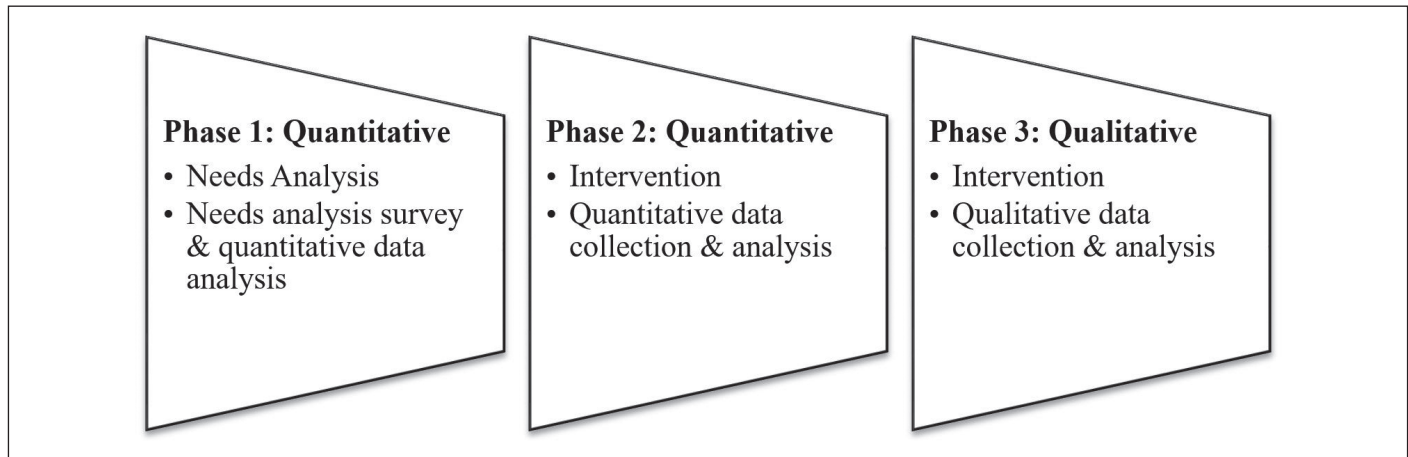 Phase 1: Quantitative
• Needs Analysis
• Needs analysis survey
& quantitative data
analysis
Phase 2: Quantitative
• Intervention
• Quantitative data
collection & analysis
Phase 3: Qualitative
• Intervention
• Qualitative data
collection & analysis